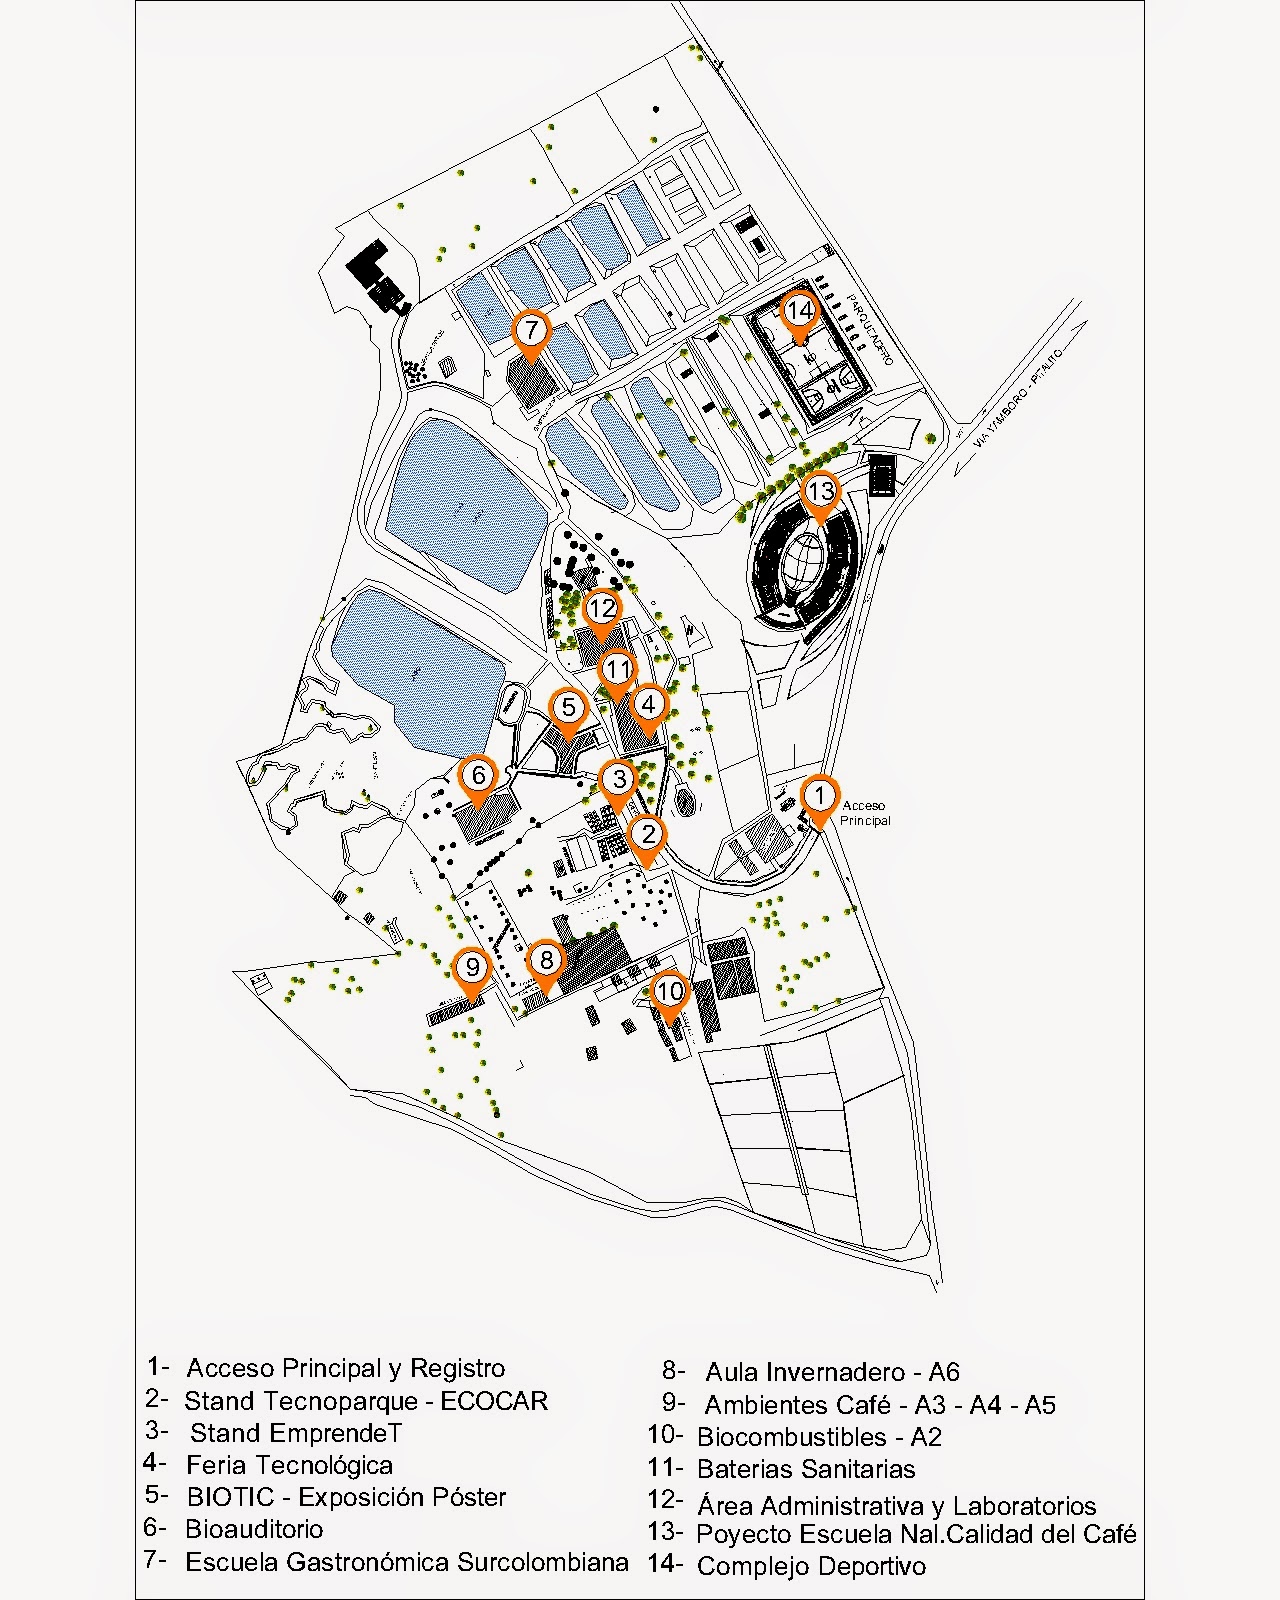 1- Acceso Principal y Registro
2- Stand Tecnoparque - ECOCAR
3- Stand EmprendeT
4- Feria Tecnológica
5- BIOTIC - Exposición Póster
6- Bioauditorio
7- Escuela Gastronómica Surcolombiana
8- Aula Invernadero - A6
9- Ambientes Café - A3 - A4 - A5
10- Biocombustibles - A2
11- Baterias Sanitarias
12- Área Administrativa y Laboratorios
13- Poyecto Escuela Nal.Calidad del Café
14- Complejo Deportivo
9
8
10
6
5
3
2
4
11
12
7
14
13
1
Acceso
Principal
PARQUEADERO
VIA YAMBORO - PITALITO